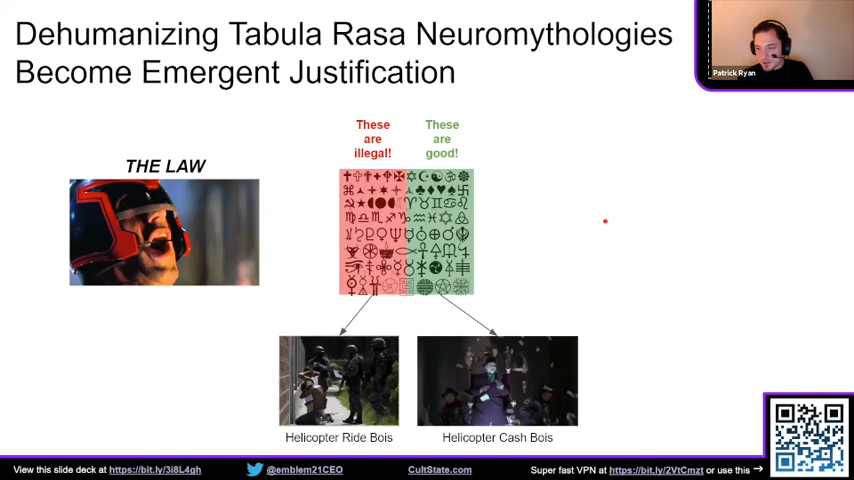 Dehumanizing Tabula Rasa Neuromythologies
Become Emergent Justification
Patrick Ryan
These
are
illegal!
These
are
good!
THE LAW
Helicopter Ride Bois
Helicopter Cash Bois
View this slide deck at https://bit.ly/3i8L4gh
@emblem21CEO
CultState.com
Super fast VPN at https://bit.ly/2VtCmzt or use this →